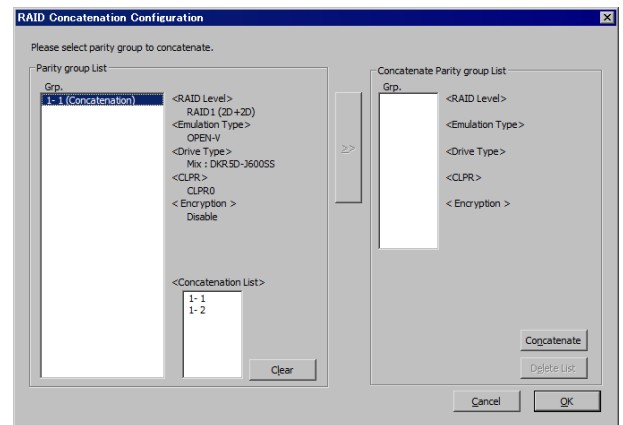 RAID Concatenation Configuration
Please select parity group to concatenate.
Parity group List
Grp.
1- 1 (Concatenation)
<RAID Level>
RAID1 (2D+2D)
<Emulation Type>
OPEN-V
<Drive Type>
Mix : DKR5D-J600SS
<CLPR>
CLPR0
< Encryption >
Disable
<Concatenation List>
1- 1
1- 2
Clear
>>
Concatenate Parity group List
Grp.
<RAID Level>
<Emulation Type>
<Drive Type>
<CLPR>
< Encryption >
Concatenate
Delete List
Cancel
OK